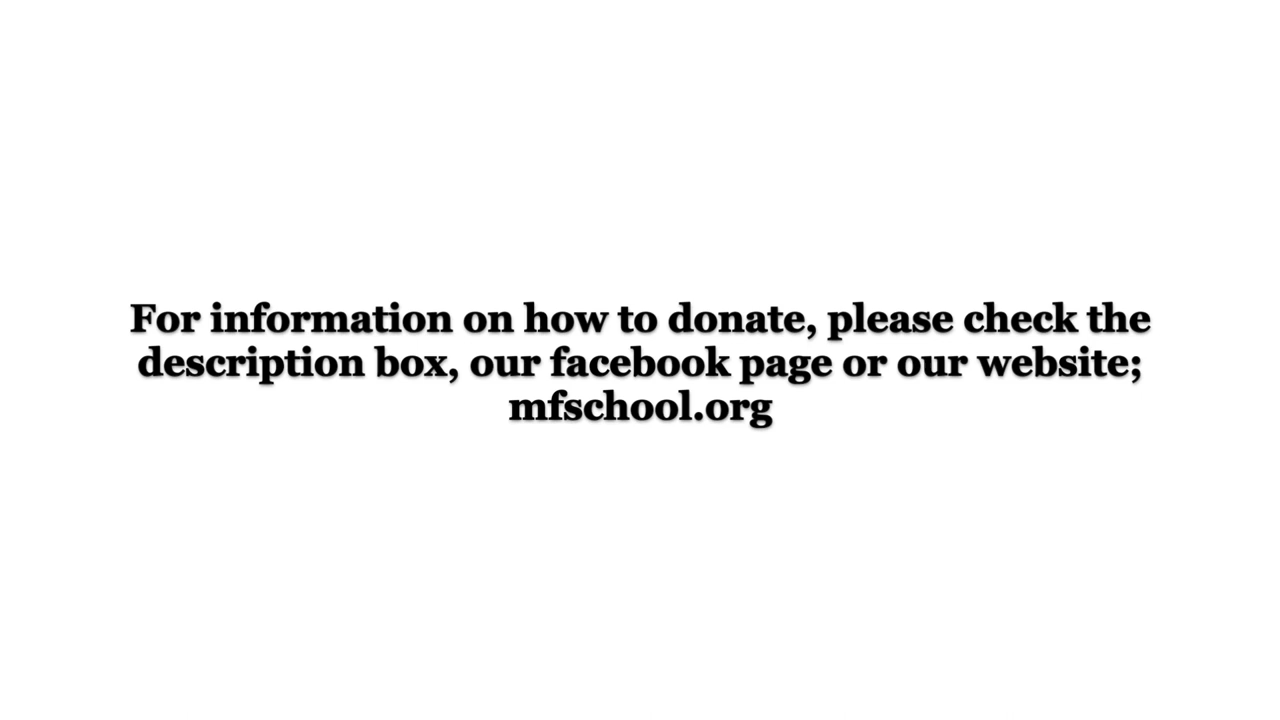 For information on how to donate, please check the
description box, our facebook page or our website;
mfschool.org